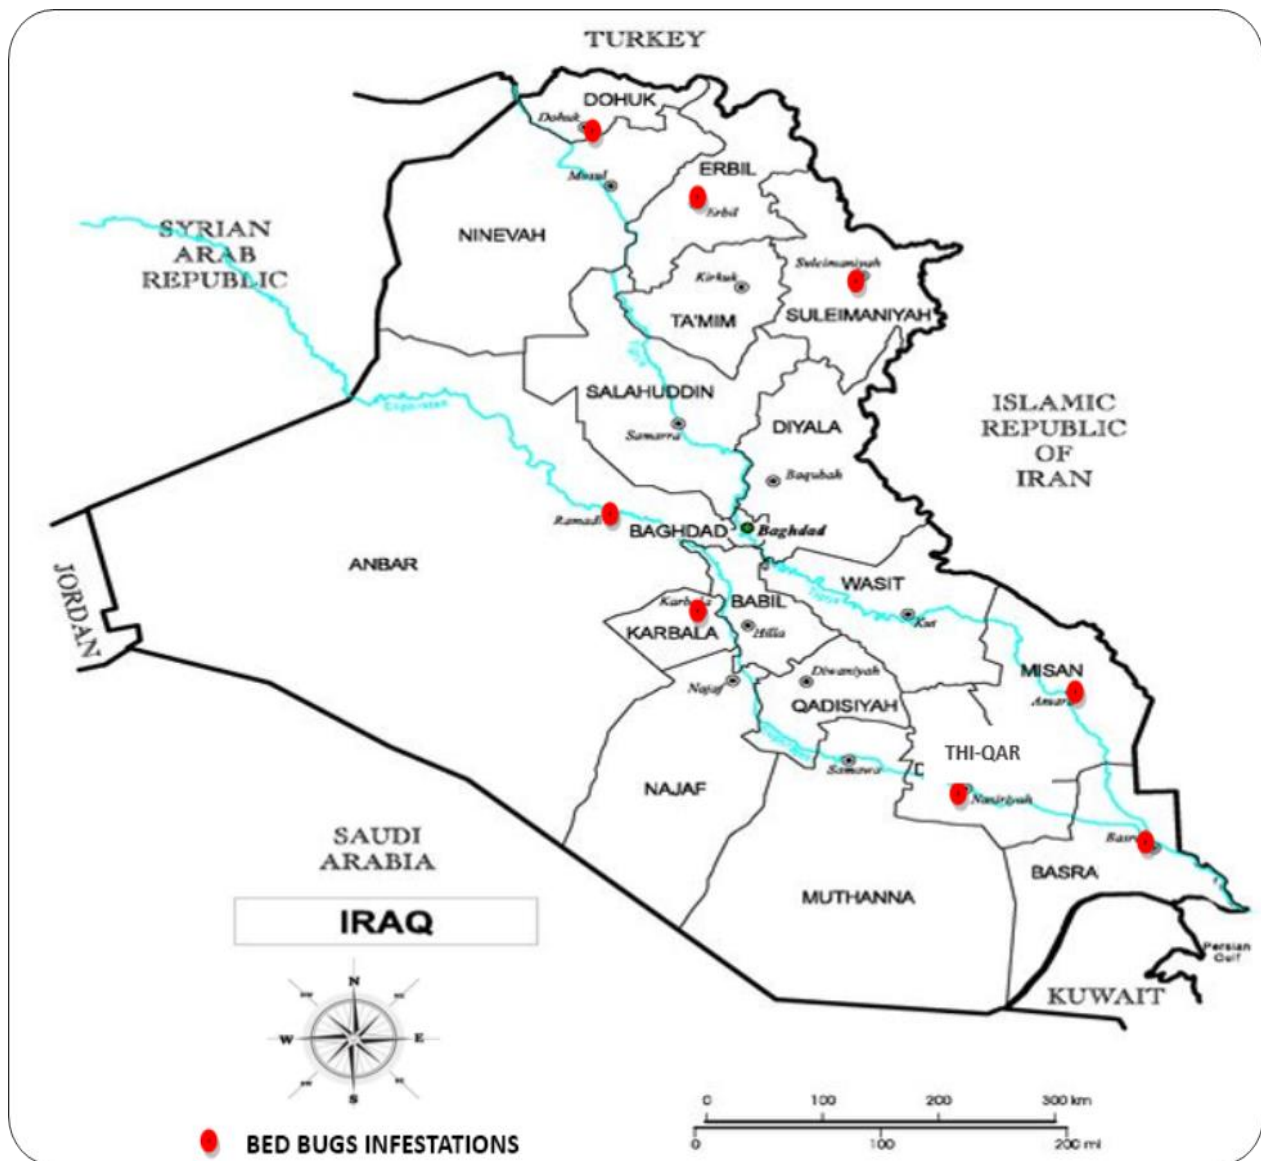 TURKEY
DOHUK
Dohuk
Mosul
ERBIL
Erbil
SYRIAN
ARAB
REPUBLIC
NINEVAH
Suleimaniyah
Kirkuk
TA'MIM
SULEIMANIYAH
SALAHUDDIN
Samarra
DIYALA
ISLAMIC
REPUBLIC
OF
IRAN
Baqubah
Ramadi
BAGHDAD
Baghdad
ANBAR
JORDAN
WASIT
Tigris
Kut
BABIL
Hilla
KARBALA
MISAN
Najaf
Diwaniyah
QADISIYAH
THI-QAR
Samawa
NAJAF
Nasiriyah
BASRA
MUTHANNA
SAUDI
ARABIA
IRAQ
Persian
Gulf
KUWAIT
N
W
E
S
0 100 200 300 km
0 100 200 mi
BED BUGS INFESTATIONS